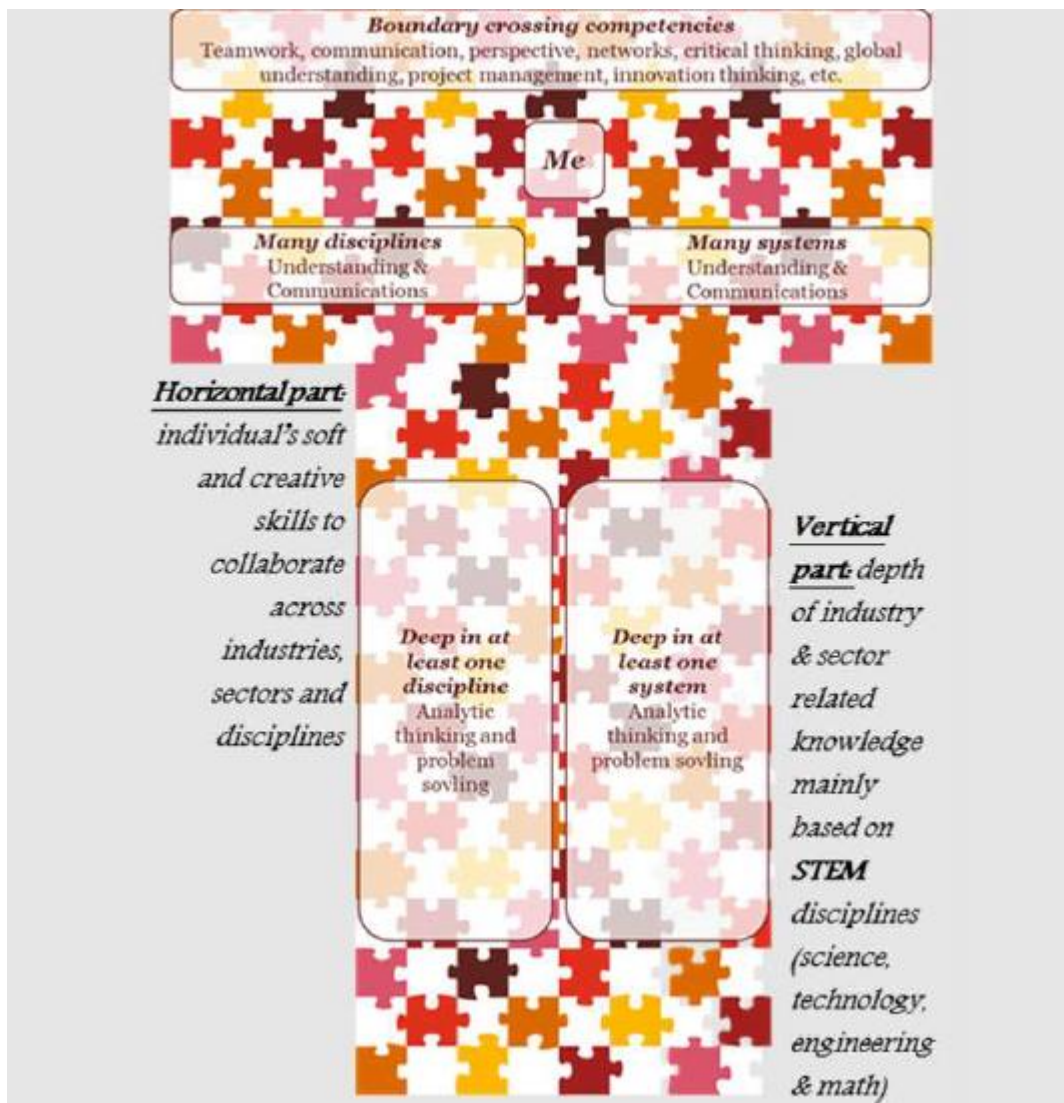 Boundary crossing competencies
Teamwork, communication, perspective, networks, critical thinking, global
understanding, project management, innovation thinking, etc.
Me
Many disciplines
Understanding &
Communications
Many systems
Understanding &
Communications
Horizontal part:
individual's soft
and creative
skills to
collaborate
across
industries,
sectors and
disciplines
Deep in at
least one
discipline
Analytic
thinking and
problem
sovling
Deep in at
least one
system
Analytic
thinking and
problem sovling
Vertical
part: depth
of industry
& sector
related
knowledge
mainly
based on
STEM
disciplines
(science,
technology,
engineering
& math)